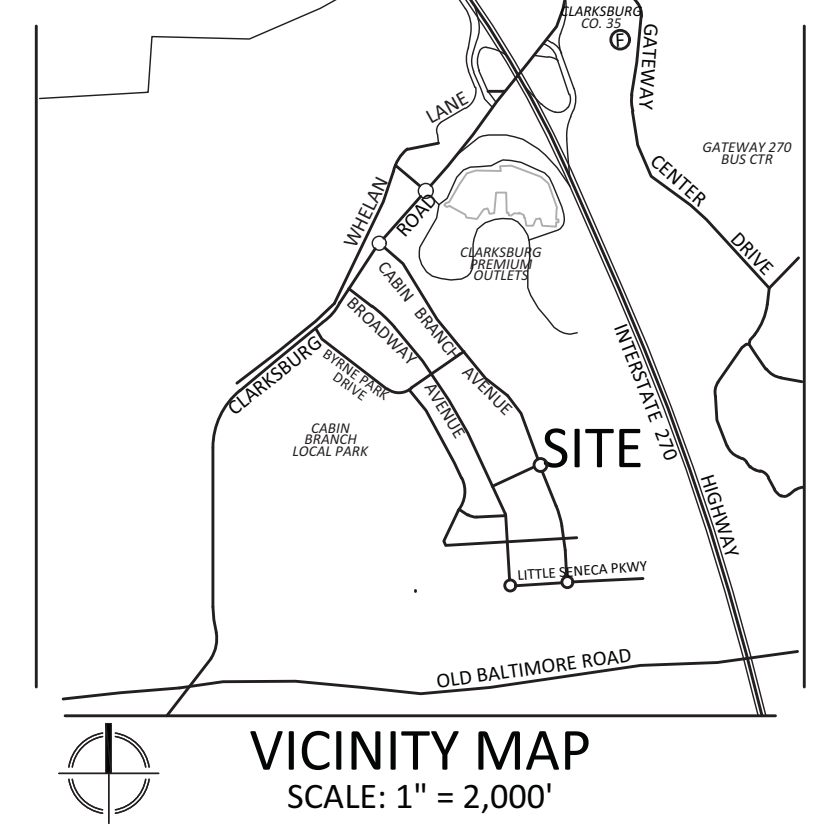 CLARKSBURG
CO. 35
F
GATEWAY
CENTER
DRIVE
GATEWAY 270
BUS CTR
WHELAN
LANE
CLARKSBURG
ROAD
CLARKSBURG
PREMIUM
OUTLETS
CABIN
BRANCH
AVENUE
BROADWAY
AVENUE
BYRNE PARK
DRIVE
CABIN
BRANCH
LOCAL PARK
INTERSTATE 270
HIGHWAY
SITE
LITTLE SENECA PKWY
OLD BALTIMORE ROAD
VICINITY MAP
SCALE: 1" = 2,000'